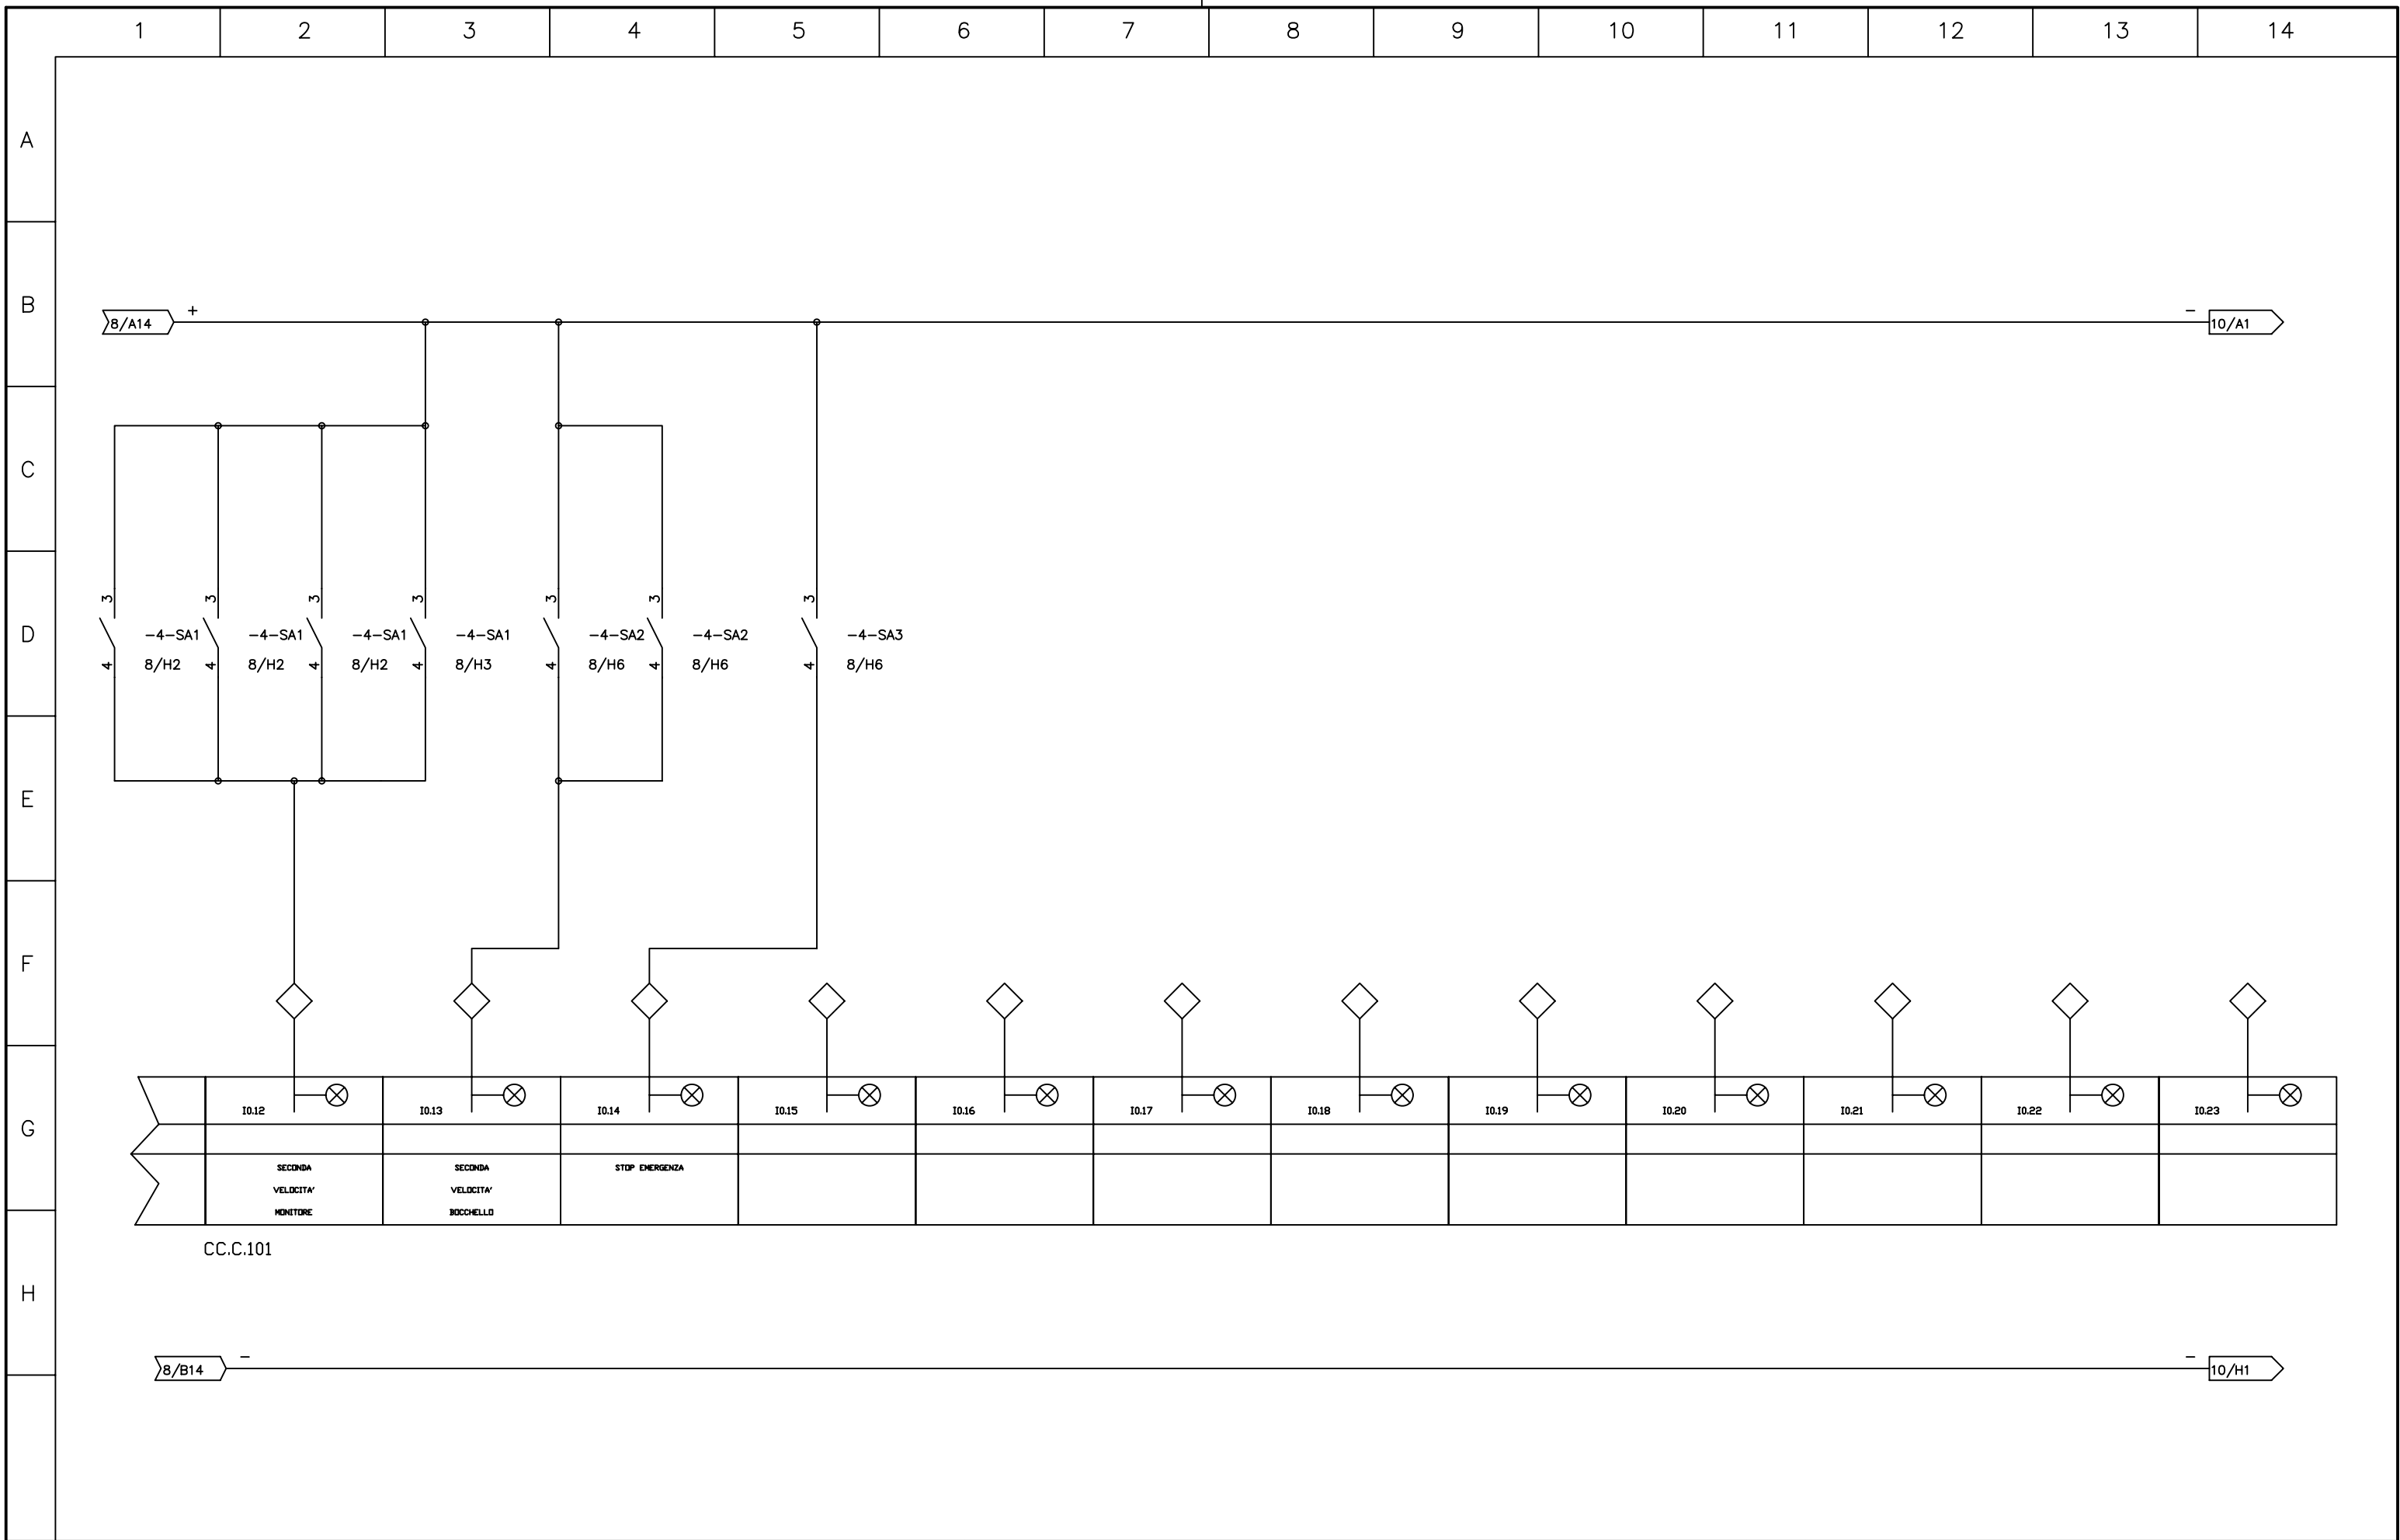 1 2 3 4 5 6 7 8 9 10 11 12 13 14
A
B
8/A14 + - 10/A1
C
3 3 3 3 3 3 3
D
-4-SA1 -4-SA1 -4-SA1 -4-SA1 -4-SA2 -4-SA2 -4-SA3
4 8/H2 4 8/H2 4 8/H2 4 8/H3 4 8/H6 4 8/H6 4 8/H6
E
F
I0.12 I0.13 I0.14 I0.15 I0.16 I0.17 I0.18 I0.19 I0.20 I0.21 I0.22 I0.23
G
SECONDA SECONDA STOP EMERGENZA
VELOCITA' VELOCITA'
MONITORE BOCCHELLO
CC.C.101
H
8/B14 - - 10/H1